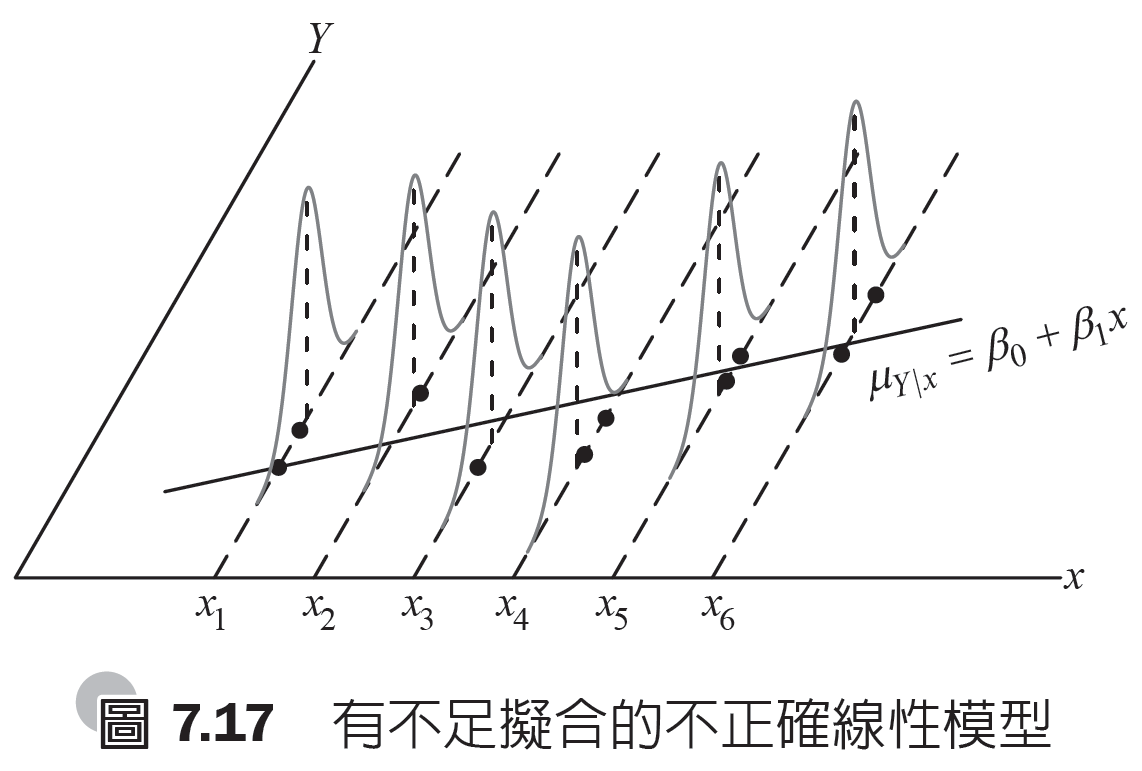 Y
μY|x = β0 + β1x
x
x1 x2 x3 x4 x5 x6
圖 7.17 有不足擬合的不正確線性模型